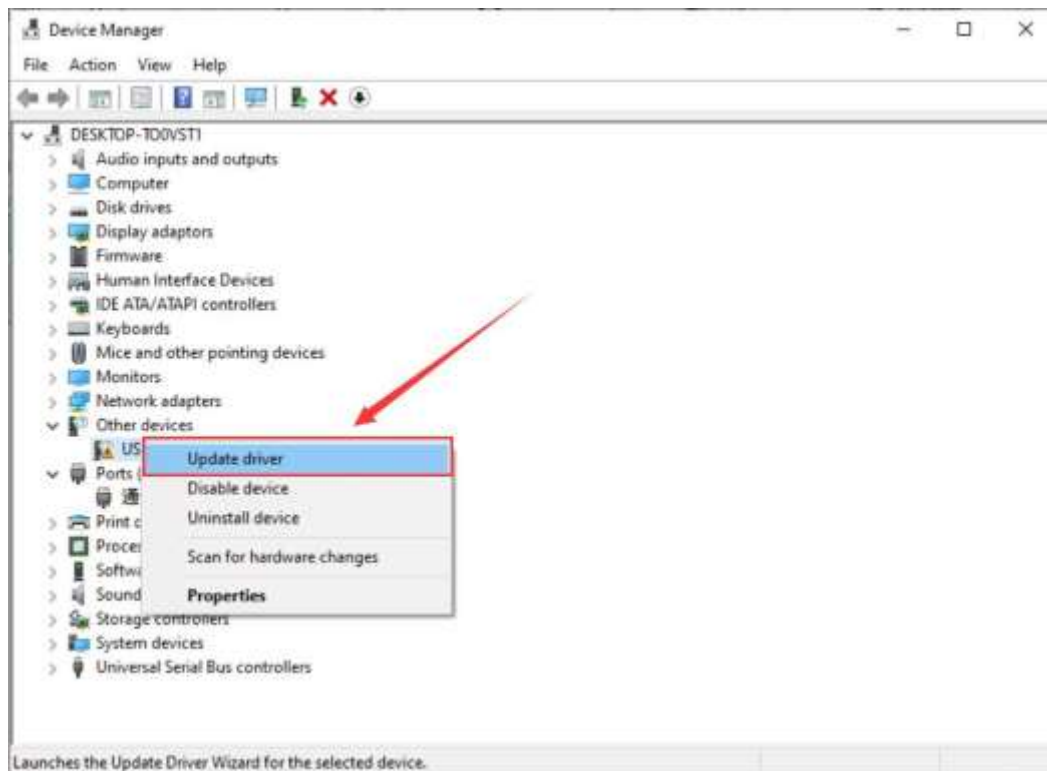 Device Manager
File Action View Help
DESKTOP-TO0VST1
Audio inputs and outputs
Computer
Disk drives
Display adaptors
Firmware
Human Interface Devices
IDE ATA/ATAPI controllers
Keyboards
Mice and other pointing devices
Monitors
Network adapters
Other devices
US
Update driver
Ports (
Disable device
通
Print c
Uninstall device
Proces
Scan for hardware changes
Softwa
Sound
Properties
Storage controllers
System devices
Universal Serial Bus controllers
Launches the Update Driver Wizard for the selected device.